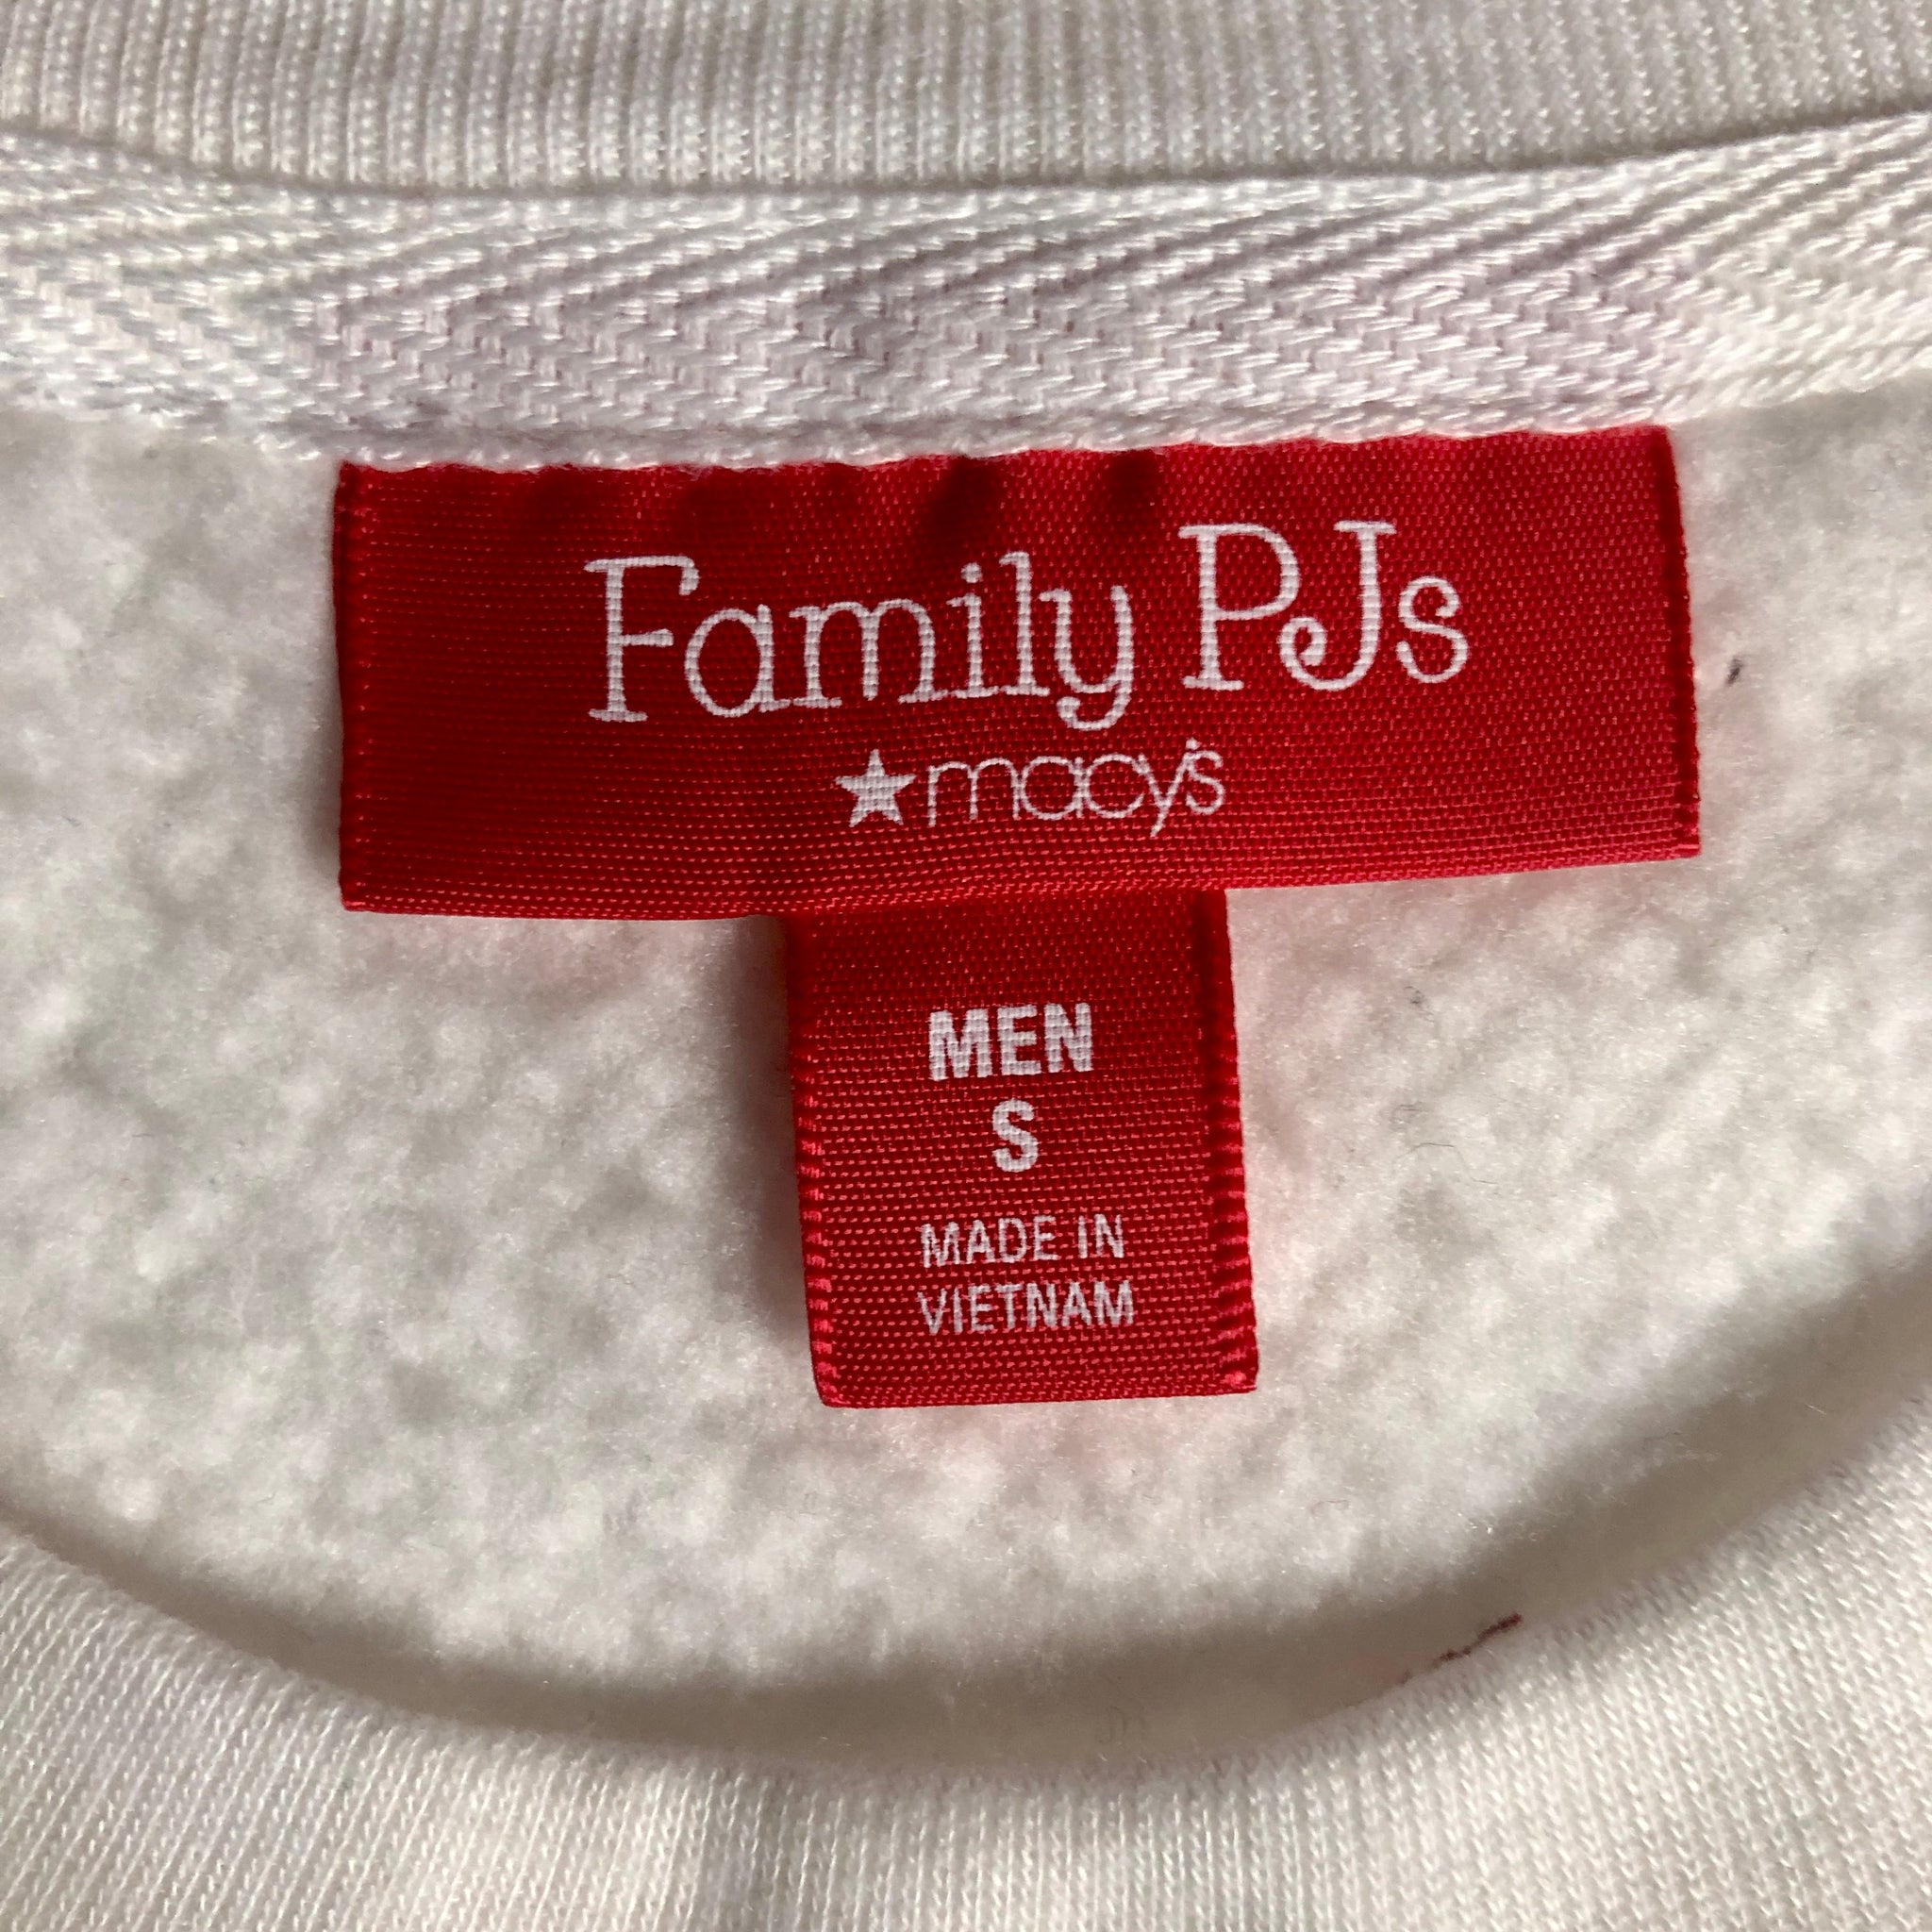 Family PJs
★macy's
MEN
S
MADE IN
VIETNAM